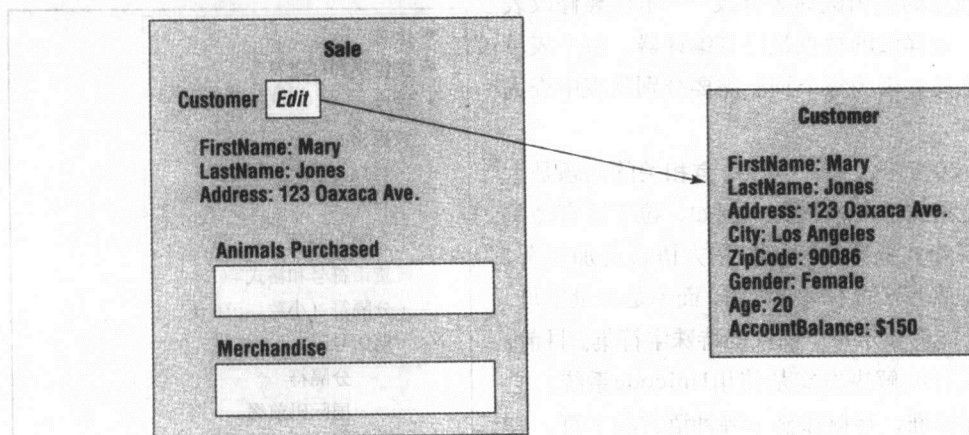 Sale
Customer Edit
FirstName: Mary
LastName: Jones
Address: 123 Oaxaca Ave.
Animals Purchased
Merchandise
Customer
FirstName: Mary
LastName: Jones
Address: 123 Oaxaca Ave.
City: Los Angeles
ZipCode: 90086
Gender: Female
Age: 20
AccountBalance: $150